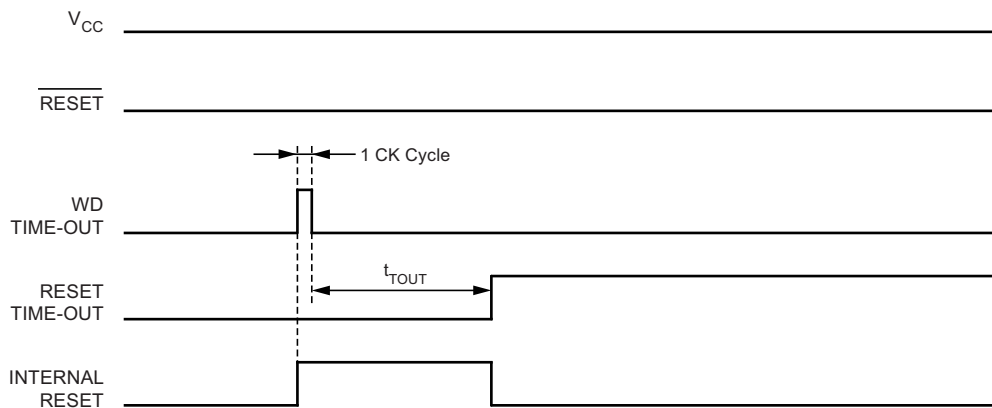 VCC
RESET
1 CK Cycle
WD
TIME-OUT
tTOUT
RESET
TIME-OUT
INTERNAL
RESET